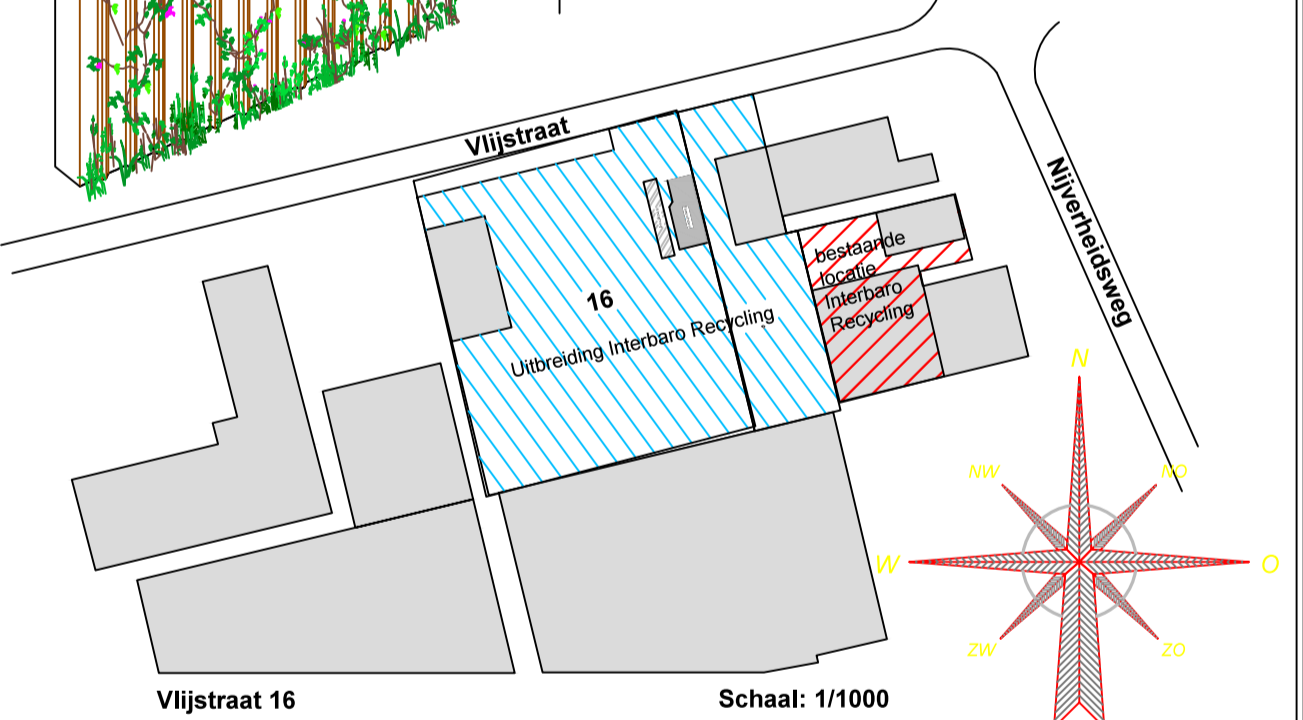 Vlijstraat
Nijverheidsweg
bestaande
locatie
Interbaro
Recycling
16
Uitbreiding Interbaro Recycling
N
NW
NO
W
O
ZW
ZO
Vlijstraat 16
Schaal: 1/1000